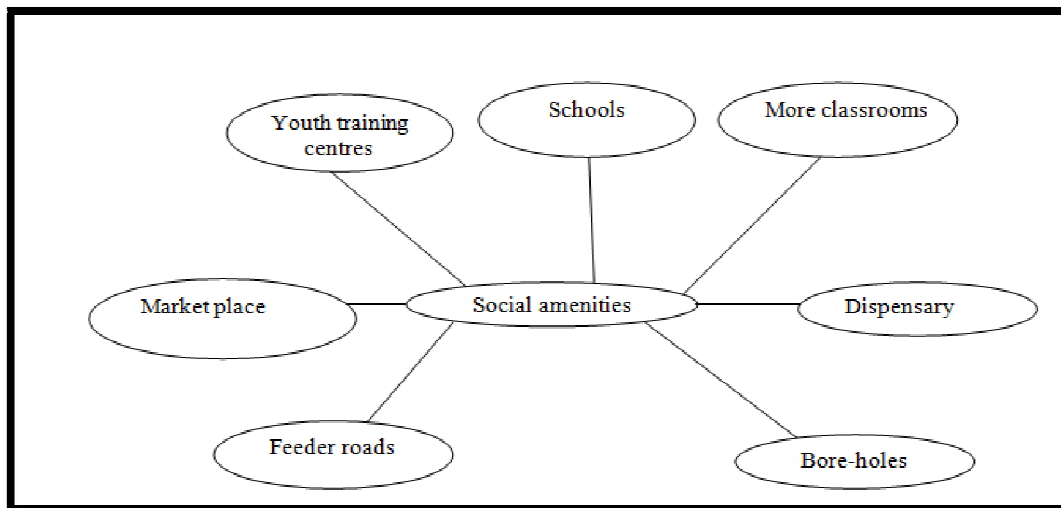 Schools
More classrooms
Youth training
centres
Market place
Social amenities
Dispensary
Feeder roads
Bore-holes